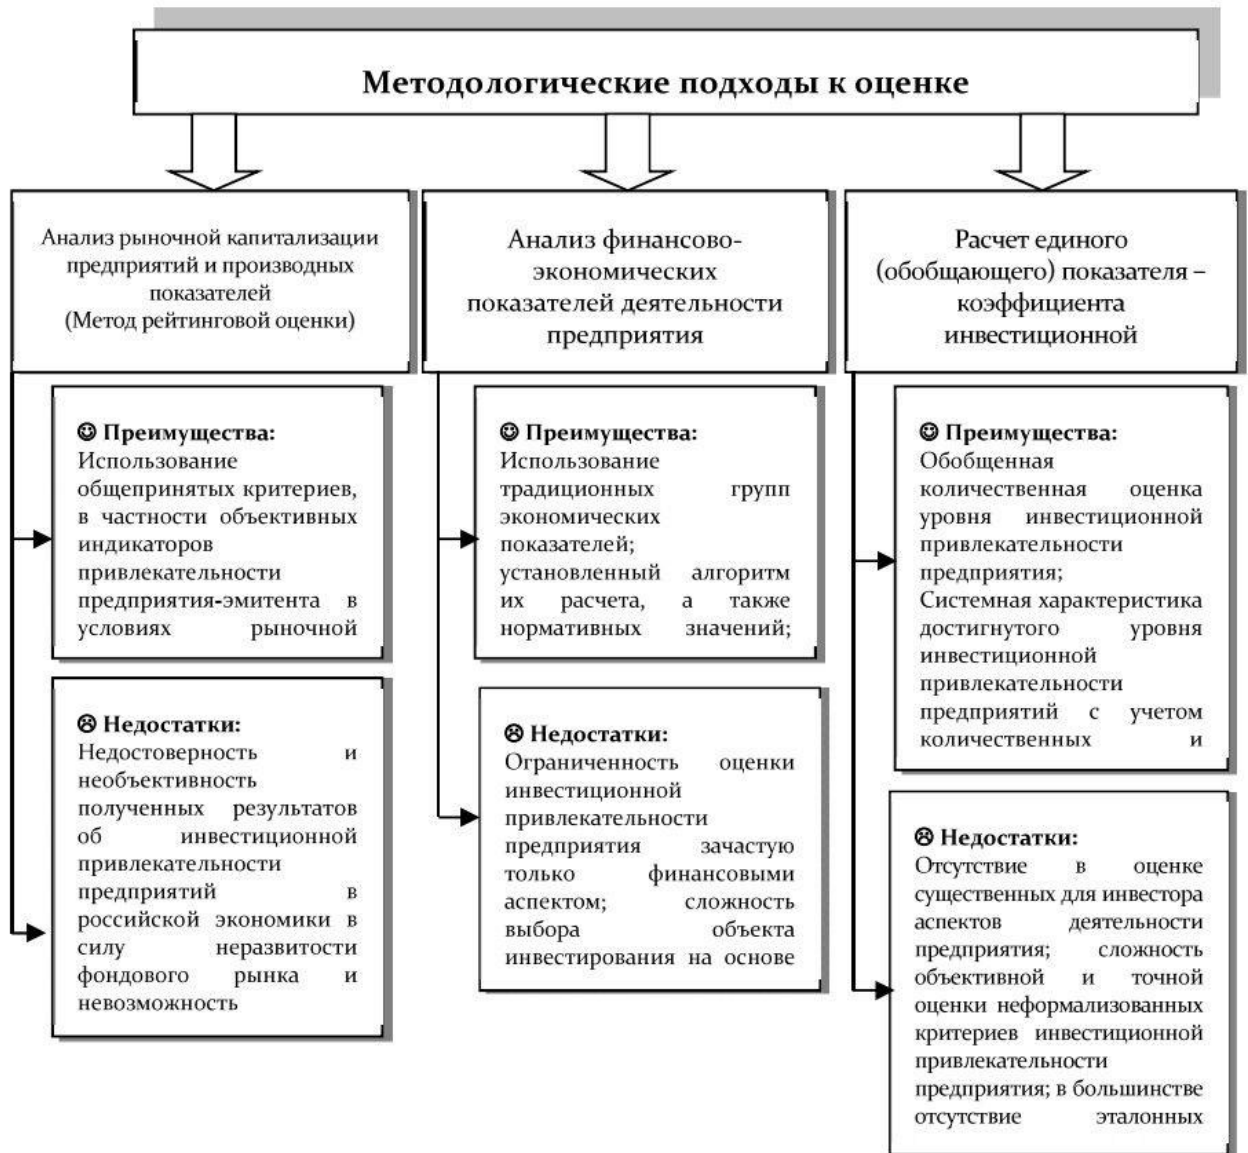 Методологические подходы к оценке
Анализ рыночной капитализации
предприятий и производных
показателей
(Метод рейтинговой оценки)
Анализ финансово-
экономических
показателей деятельности
предприятия
Расчет единого
(обобщающего) показателя –
коэффициента
инвестиционной
☺ Преимущества:
Использование
общепринятых критериев,
в частности объективных
индикаторов
привлекательности
предприятия-эмитента в
условиях рыночной
☹ Недостатки:
Недостоверность и
необъективность
полученных результатов
об инвестиционной
привлекательности
предприятий в
российской экономики в
силу неразвитости
фондового рынка и
невозможность
☺ Преимущества:
Использование
традиционных групп
экономических
показателей;
установленный алгоритм
их расчета, а также
нормативных значений;
☹ Недостатки:
Ограниченность оценки
инвестиционной
привлекательности
предприятия зачастую
только финансовыми
аспектом; сложность
выбора объекта
инвестирования на основе
☺ Преимущества:
Обобщенная
количественная оценка
уровня инвестиционной
привлекательности
предприятия;
Системная характеристика
достигнутого уровня
инвестиционной
привлекательности
предприятий с учетом
количественных и
☹ Недостатки:
Отсутствие в оценке
существенных для инвестора
аспектов деятельности
предприятия; сложность
объективной и точной
оценки неформализованных
критериев инвестиционной
привлекательности
предприятия; в большинстве
отсутствие эталонных